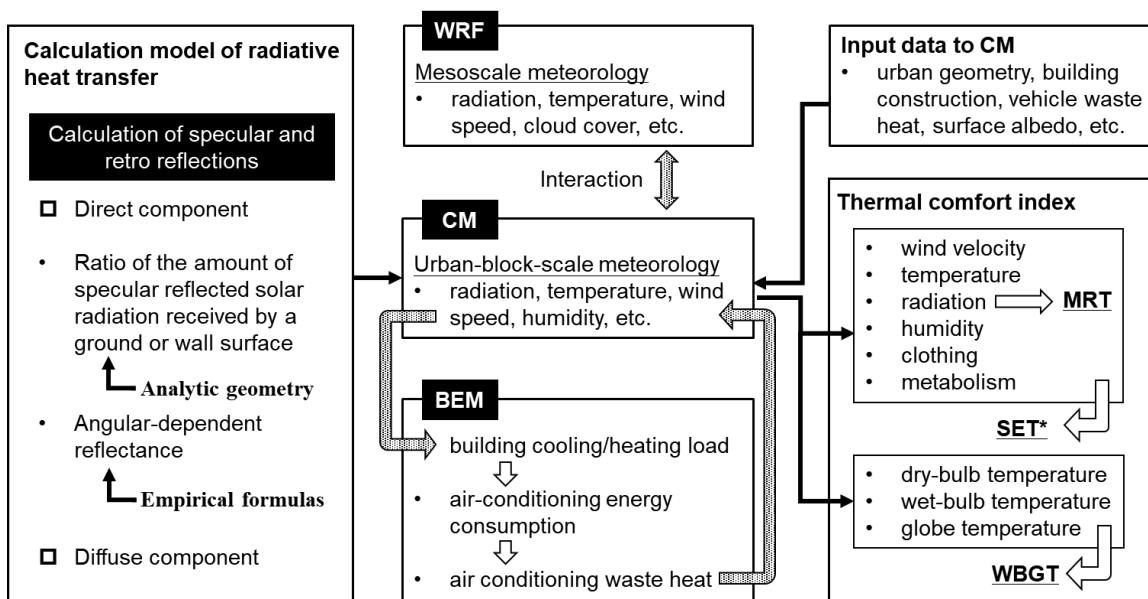 Calculation model of radiative
heat transfer
Calculation of specular and
retro reflections
Direct component
• Ratio of the amount of
specular reflected solar
radiation received by a
ground or wall surface
Analytic geometry
• Angular-dependent
reflectance
Empirical formulas
Diffuse component
WRF
Mesoscale meteorology
• radiation, temperature, wind
speed, cloud cover, etc.
Interaction
CM
Urban-block-scale meteorology
• radiation, temperature, wind
speed, humidity, etc.
BEM
• building cooling/heating load
• air-conditioning energy
consumption
• air conditioning waste heat
Input data to CM
• urban geometry, building
construction, vehicle waste
heat, surface albedo, etc.
Thermal comfort index
• wind velocity
• temperature
• radiation MRT
• humidity
• clothing
• metabolism
SET*
• dry-bulb temperature
• wet-bulb temperature
• globe temperature
WBGT